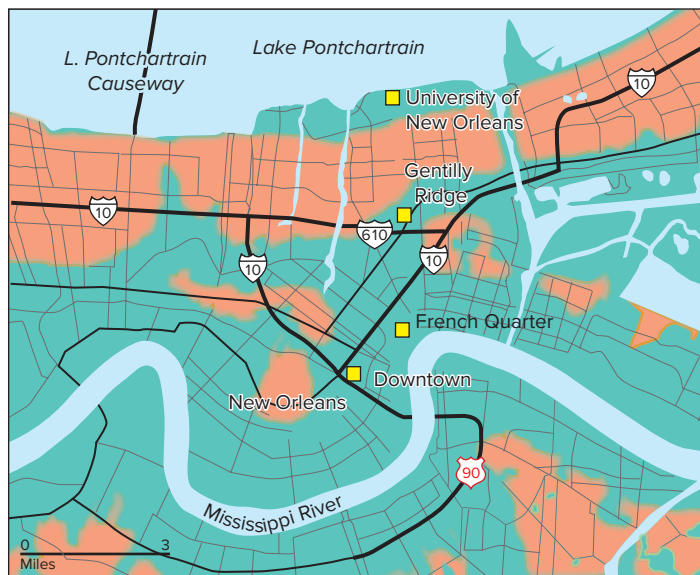 L. Pontchartrain
Causeway
Lake Pontchartrain
10
University of
New Orleans
Gentilly
Ridge
10
610
10
10
French Quarter
Downtown
New Orleans
90
Mississippi River
0
3
Miles